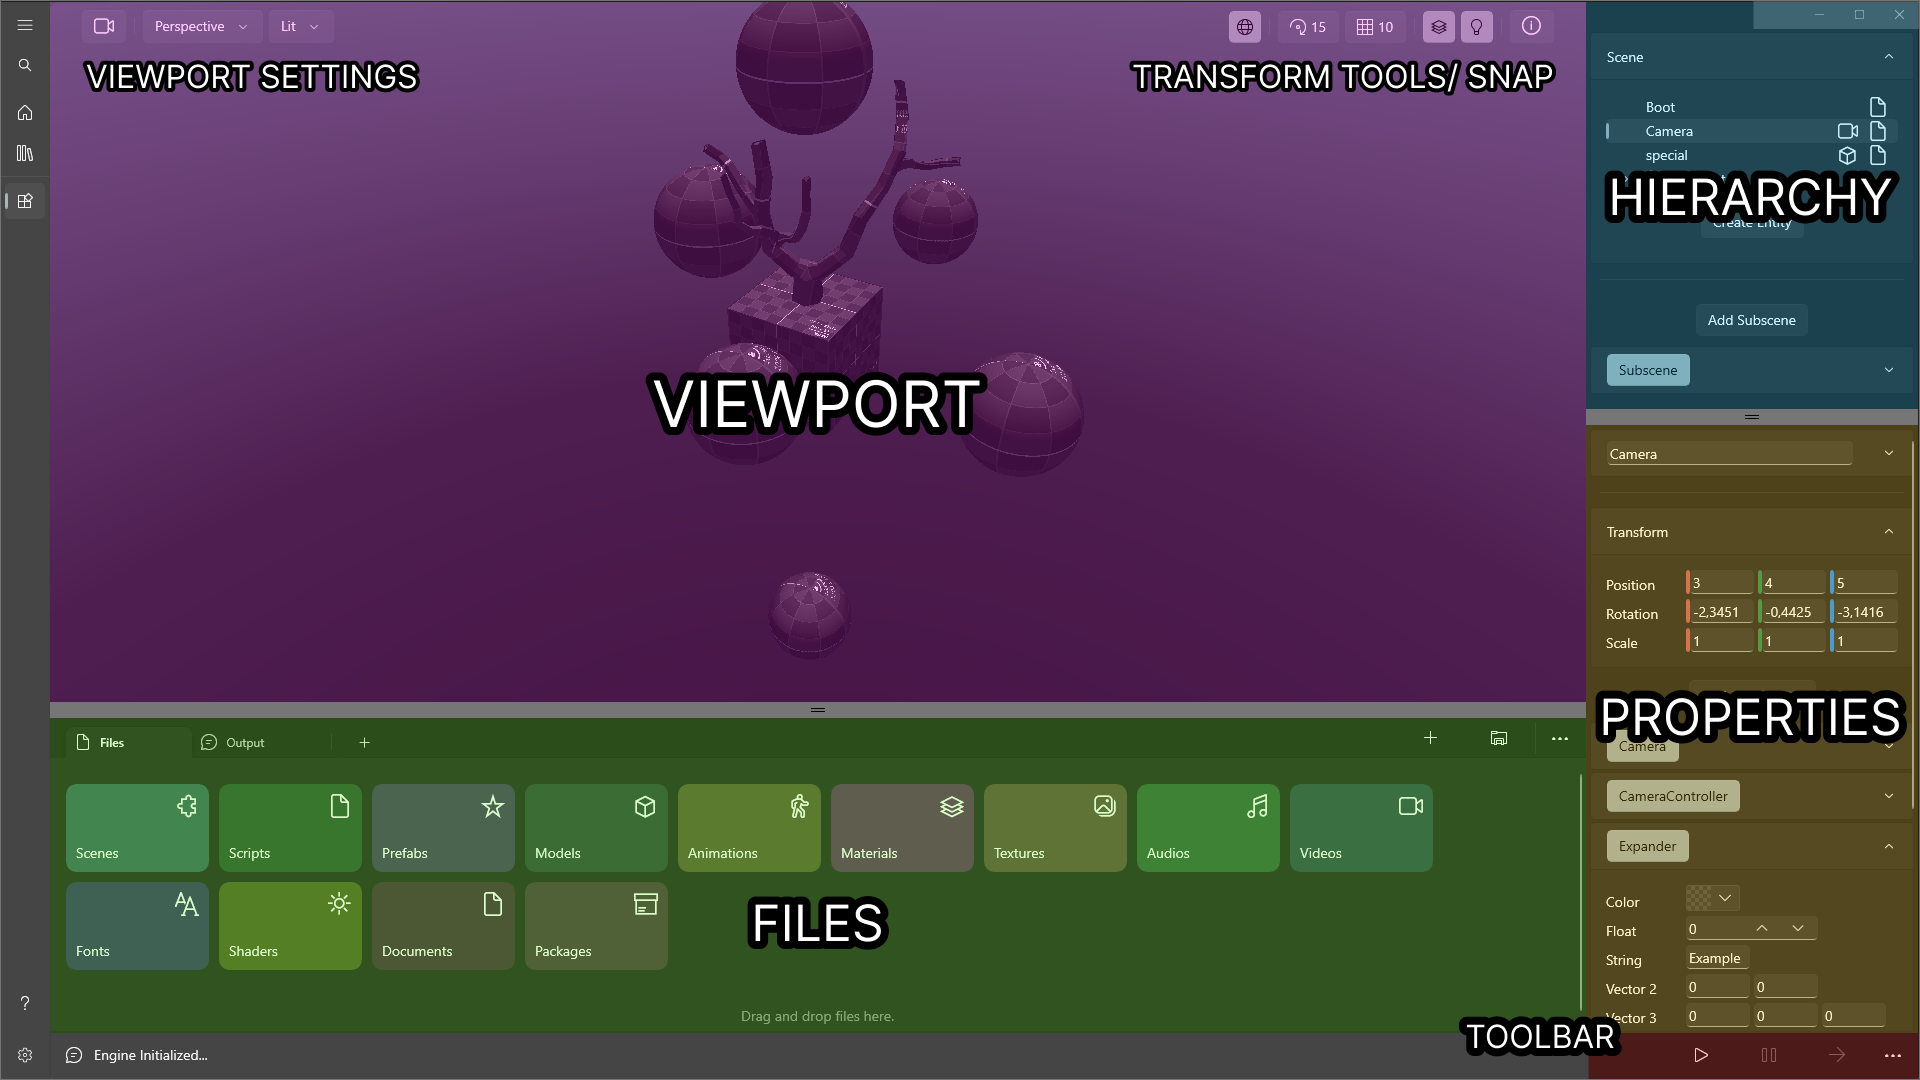 Perspective
Lit
15
10
VIEWPORT SETTINGS
TRANSFORM TOOLS/ SNAP
VIEWPORT
Scene
Boot
Camera
special
HIERARCHY
Create Entity
Add Subscene
Subscene
Camera
Transform
Position 3 4 5
Rotation -2,3451 -0,4425 -3,1416
Scale 1 1 1
PROPERTIES
Camera
CameraController
Expander
Color
Float 0
String Example
Vector 2 0 0
Vector 3 0 0 0
Files
Output
Scenes
Scripts
Prefabs
Models
Animations
Materials
Textures
Audios
Videos
Fonts
Shaders
Documents
Packages
FILES
Drag and drop files here.
TOOLBAR
Engine Initialized...